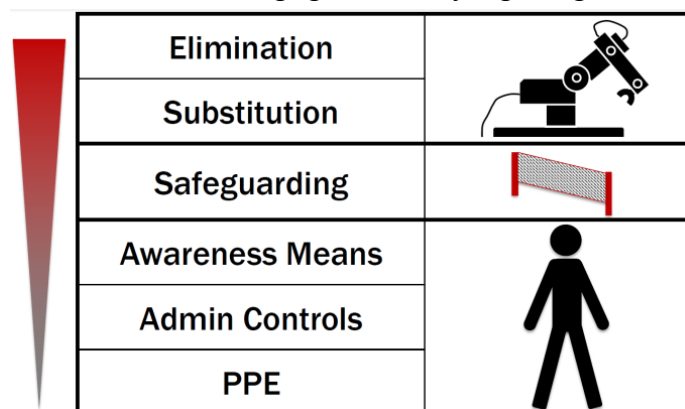 Elimination
Substitution
Safeguarding
Awareness Means
Admin Controls
PPE